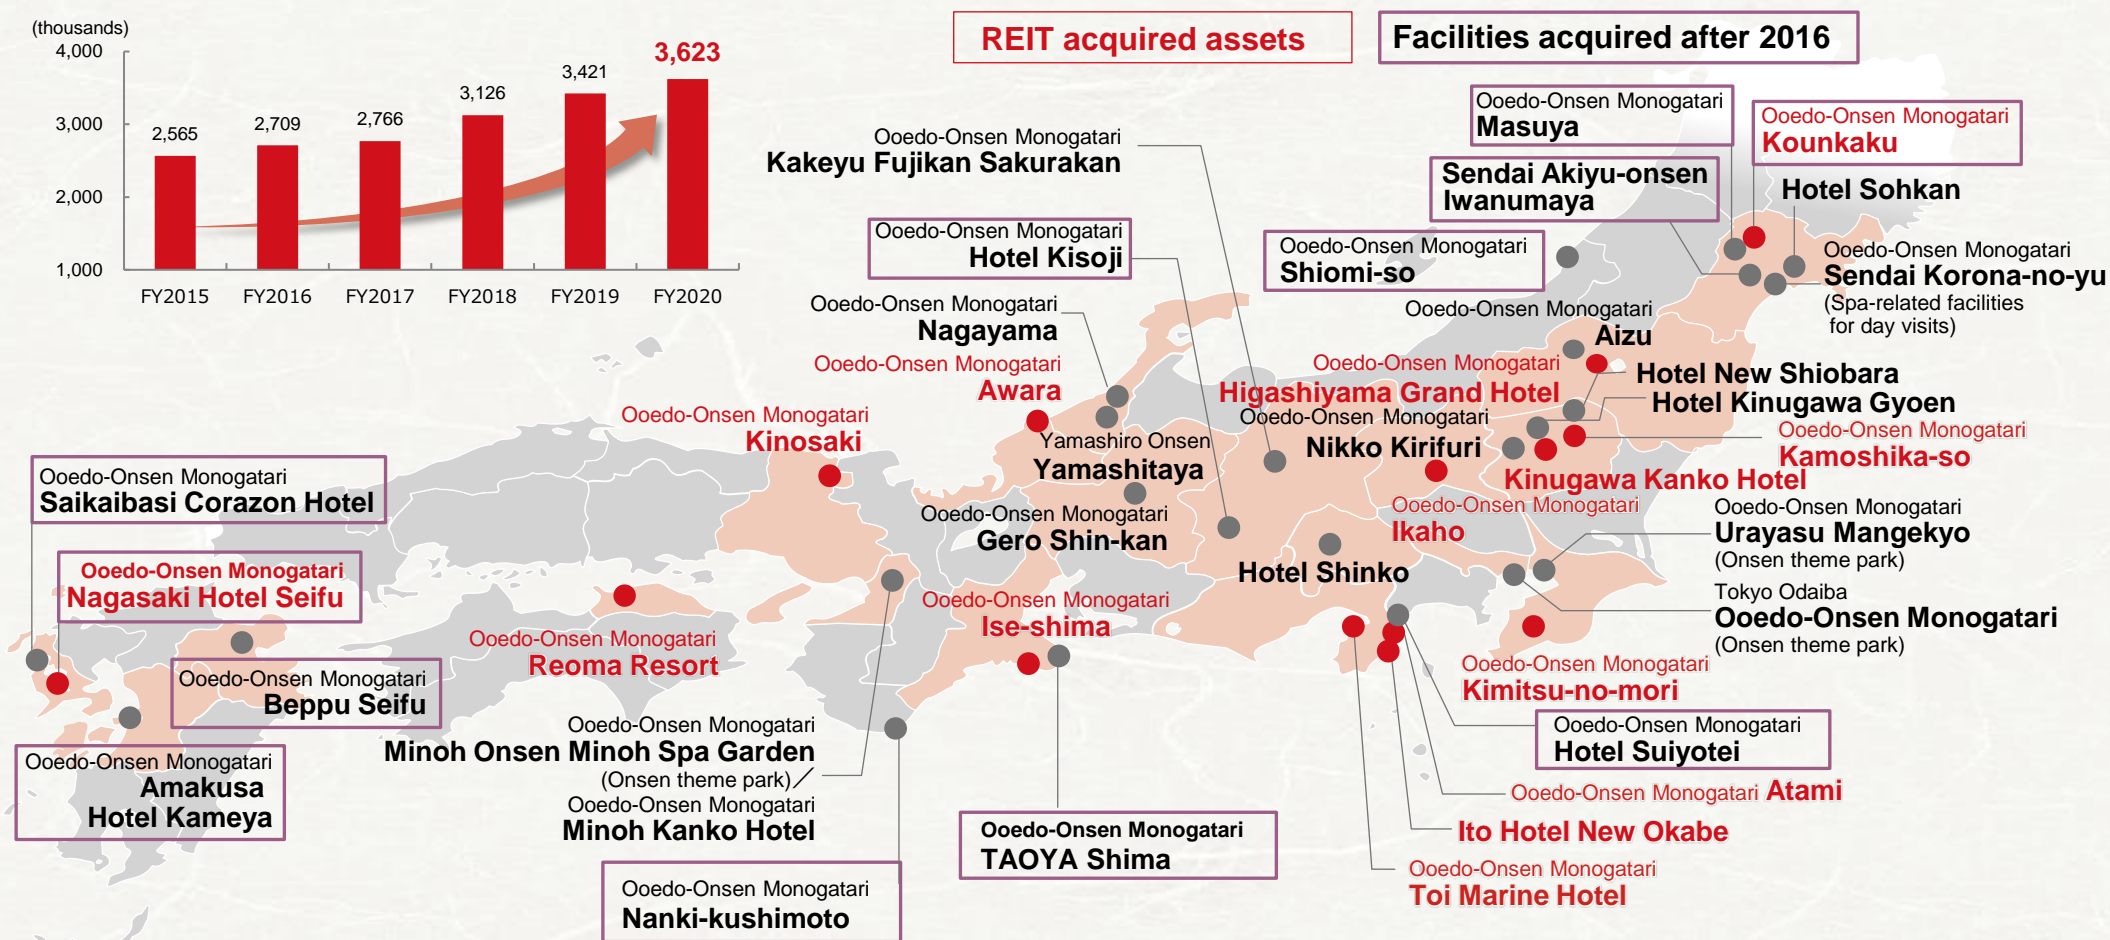 (thousands)
4,000
3,000
2,000
1,000
2,565
2,709
2,766
3,126
3,421
3,623
FY2015
FY2016
FY2017
FY2018
FY2019
FY2020
REIT acquired assets
Facilities acquired after 2016
Ooedo-Onsen Monogatari
Kakeyu Fujikan Sakurakan
Ooedo-Onsen Monogatari
Hotel Kisoji
Ooedo-Onsen Monogatari
Nagayama
Ooedo-Onsen Monogatari
Awara
Yamashiro Onsen
Yamashitaya
Ooedo-Onsen Monogatari
Gero Shin-kan
Ooedo-Onsen Monogatari
Masuya
Ooedo-Onsen Monogatari
Kounkaku
Sendai Akiyu-onsen
Iwanumaya
Hotel Sohkan
Ooedo-Onsen Monogatari
Shiomi-so
Ooedo-Onsen Monogatari
Sendai Korona-no-yu
(Spa-related facilities
for day visits)
Ooedo-Onsen Monogatari
Aizu
Ooedo-Onsen Monogatari
Higashiyama Grand Hotel
Hotel New Shiobara
Hotel Kinugawa Gyoen
Ooedo-Onsen Monogatari
Nikko Kirifuri
Ooedo-Onsen Monogatari
Kamoshika-so
Kinugawa Kanko Hotel
Ooedo-Onsen Monogatari
Ikaho
Ooedo-Onsen Monogatari
Urayasu Mangekyo
(Onsen theme park)
Hotel Shinko
Tokyo Odaiba
Ooedo-Onsen Monogatari
(Onsen theme park)
Ooedo-Onsen Monogatari
Kimitsu-no-mori
Ooedo-Onsen Monogatari
Hotel Suiyotei
Ooedo-Onsen Monogatari Atami
Ito Hotel New Okabe
Ooedo-Onsen Monogatari
Toi Marine Hotel
Ooedo-Onsen Monogatari
Kinosaki
Ooedo-Onsen Monogatari
Saikaibasi Corazon Hotel
Ooedo-Onsen Monogatari
Nagasaki Hotel Seifu
Ooedo-Onsen Monogatari
Beppu Seifu
Ooedo-Onsen Monogatari
Amakusa
Hotel Kameya
Ooedo-Onsen Monogatari
Reoma Resort
Ooedo-Onsen Monogatari
Ise-shima
Ooedo-Onsen Monogatari
Minoh Onsen Minoh Spa Garden
(Onsen theme park)
Ooedo-Onsen Monogatari
Minoh Kanko Hotel
Ooedo-Onsen Monogatari
Nanki-kushimoto
Ooedo-Onsen Monogatari
TAOYA Shima